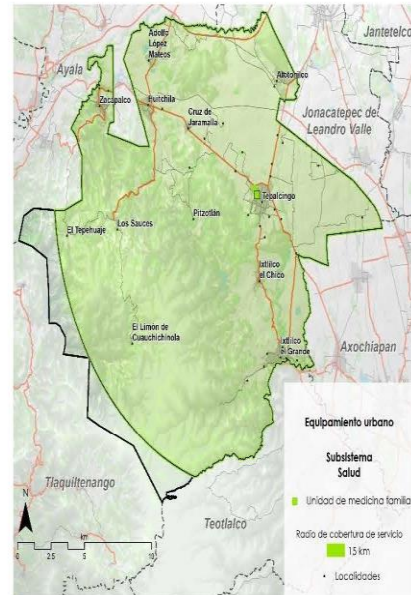 Jantetelco
Adolfo
López
Mateos
Ayala
Atotonilco
Zacapalco
Huitchila
Cruz de
Jaramalla
Jonacatepec de
Leandro Valle
Tepalcingo
Pitzotlán
Los Sauces
El Tepehuaje
Ixtlilco
el Chico
El Limón de
Cuauchichinola
Ixtlilco
el Grande
Axochiapan
Equipamiento urbano
Subsistema
Salud
Unidad de medicina familiar
Tlaquiltenango
N
Radio de cobertura de servicio
km
15 km
0 2.5 5 10
Teotlalco
Localidades